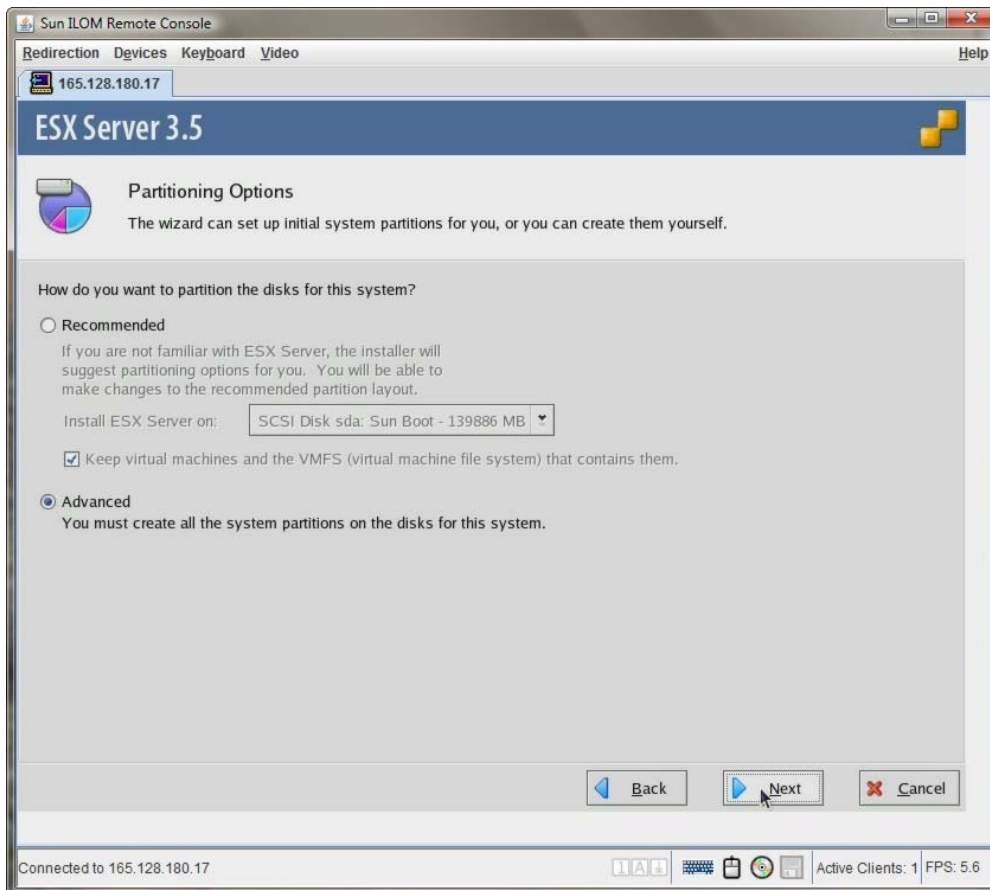 Sun ILOM Remote Console
Redirection Devices Keyboard Video Help
165.128.180.17
ESX Server 3.5
Partitioning Options
The wizard can set up initial system partitions for you, or you can create them yourself.
How do you want to partition the disks for this system?
Recommended
If you are not familiar with ESX Server, the installer will
suggest partitioning options for you. You will be able to
make changes to the recommended partition layout.
Install ESX Server on: SCSI Disk sda: Sun Boot - 139886 MB
Keep virtual machines and the VMFS (virtual machine file system) that contains them.
Advanced
You must create all the system partitions on the disks for this system.
Back Next Cancel
Connected to 165.128.180.17 1 A Active Clients: 1 FPS: 5.6